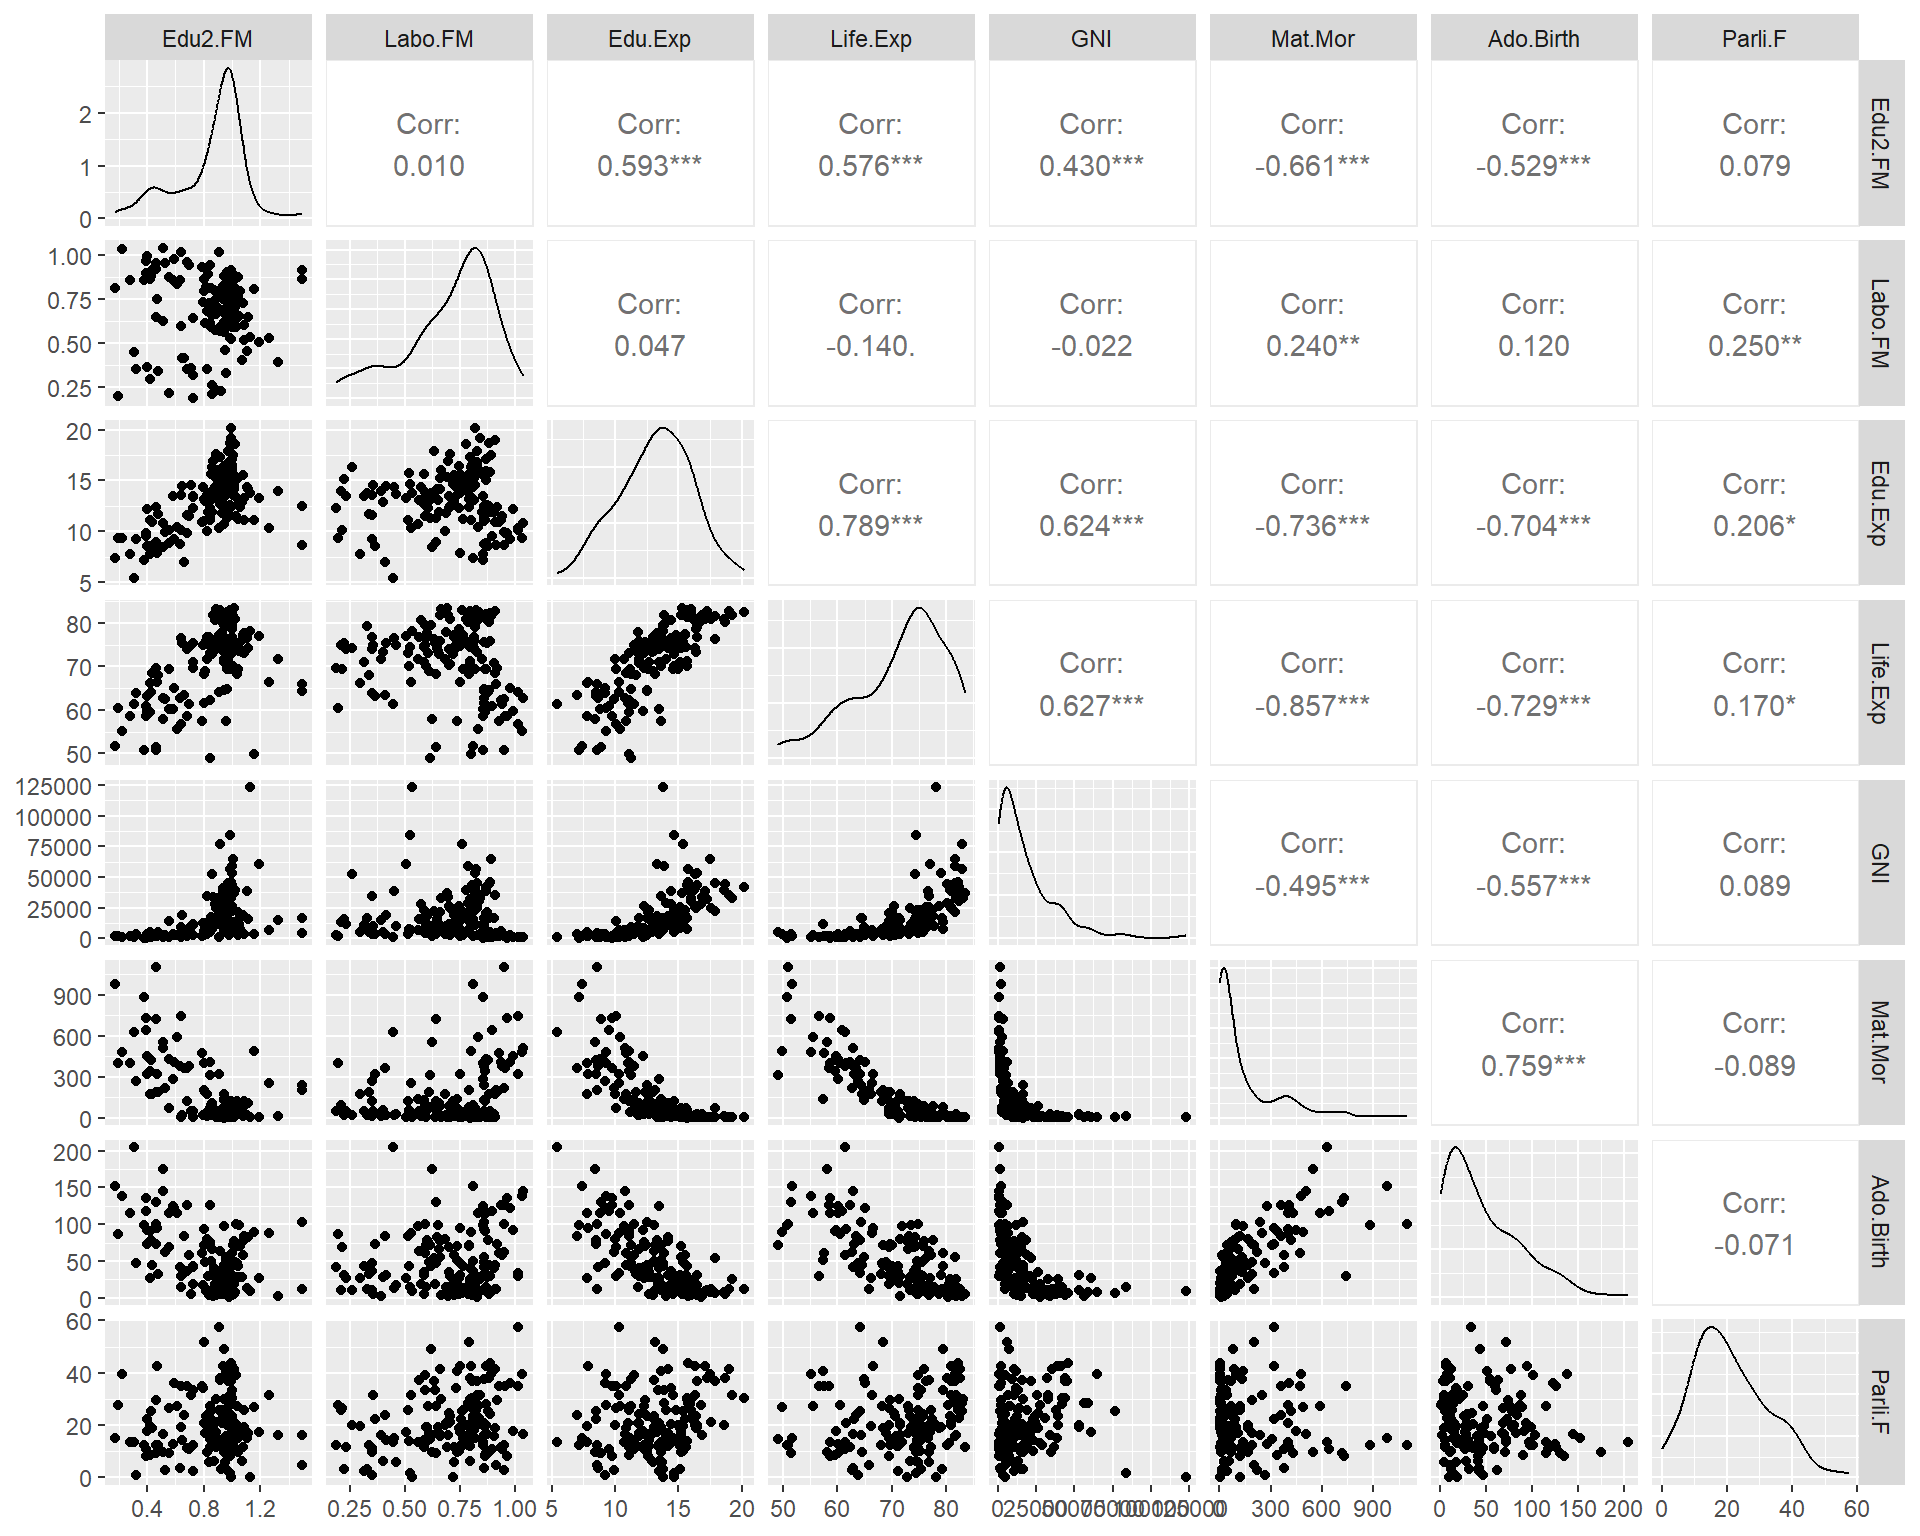 Edu2.FM Labo.FM Edu.Exp Life.Exp GNI Mat.Mor Ado.Birth Parli.F
2
1
0
Corr: Corr: Corr: Corr: Corr: Corr: Corr:
0.010 0.593*** 0.576*** 0.430*** -0.661*** -0.529*** 0.079
Edu2.FM
1.00
0.75
0.50
0.25
Corr: Corr: Corr: Corr: Corr: Corr:
0.047 -0.140. -0.022 0.240** 0.120 0.250**
Labo.FM
20
15
10
5
Corr: Corr: Corr: Corr: Corr:
0.789*** 0.624*** -0.736*** -0.704*** 0.206*
Edu.Exp
80
70
60
50
Corr: Corr: Corr: Corr:
0.627*** -0.857*** -0.729*** 0.170*
Life.Exp
125000
100000
75000
50000
25000
0
Corr: Corr: Corr:
-0.495*** -0.557*** 0.089
GNI
900
600
300
0
Corr: Corr:
0.759*** -0.089
Mat.Mor
200
150
100
50
0
Corr:
-0.071
Ado.Birth
60
40
20
0
Parli.F
0.4 0.8 1.2 0.25 0.50 0.75 1.00 5 10 15 20 50 60 70 80 0 25000 50000 75000 100000 125000 0 300 600 900 0 50 100 150 200 0 20 40 60